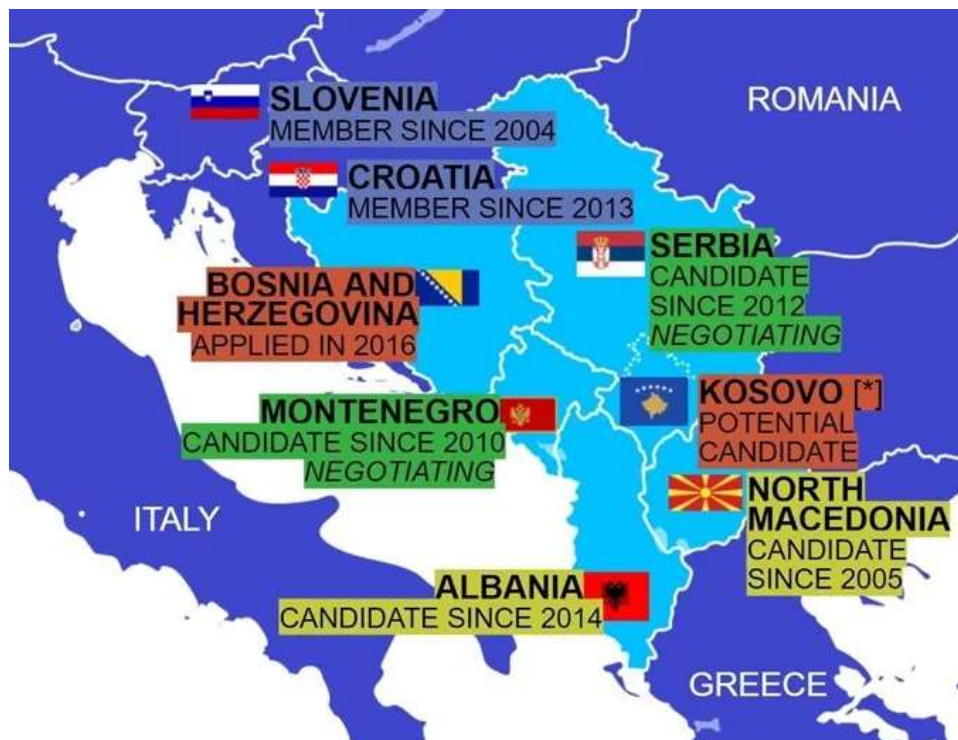 SLOVENIA
MEMBER SINCE 2004
ROMANIA
CROATIA
MEMBER SINCE 2013
SERBIA
CANDIDATE
SINCE 2012
NEGOTIATING
BOSNIA AND
HERZEGOVINA
APPLIED IN 2016
KOSOVO [*]
POTENTIAL
CANDIDATE
MONTENEGRO
CANDIDATE SINCE 2010
NEGOTIATING
NORTH
MACEDONIA
CANDIDATE
SINCE 2005
ITALY
ALBANIA
CANDIDATE SINCE 2014
GREECE